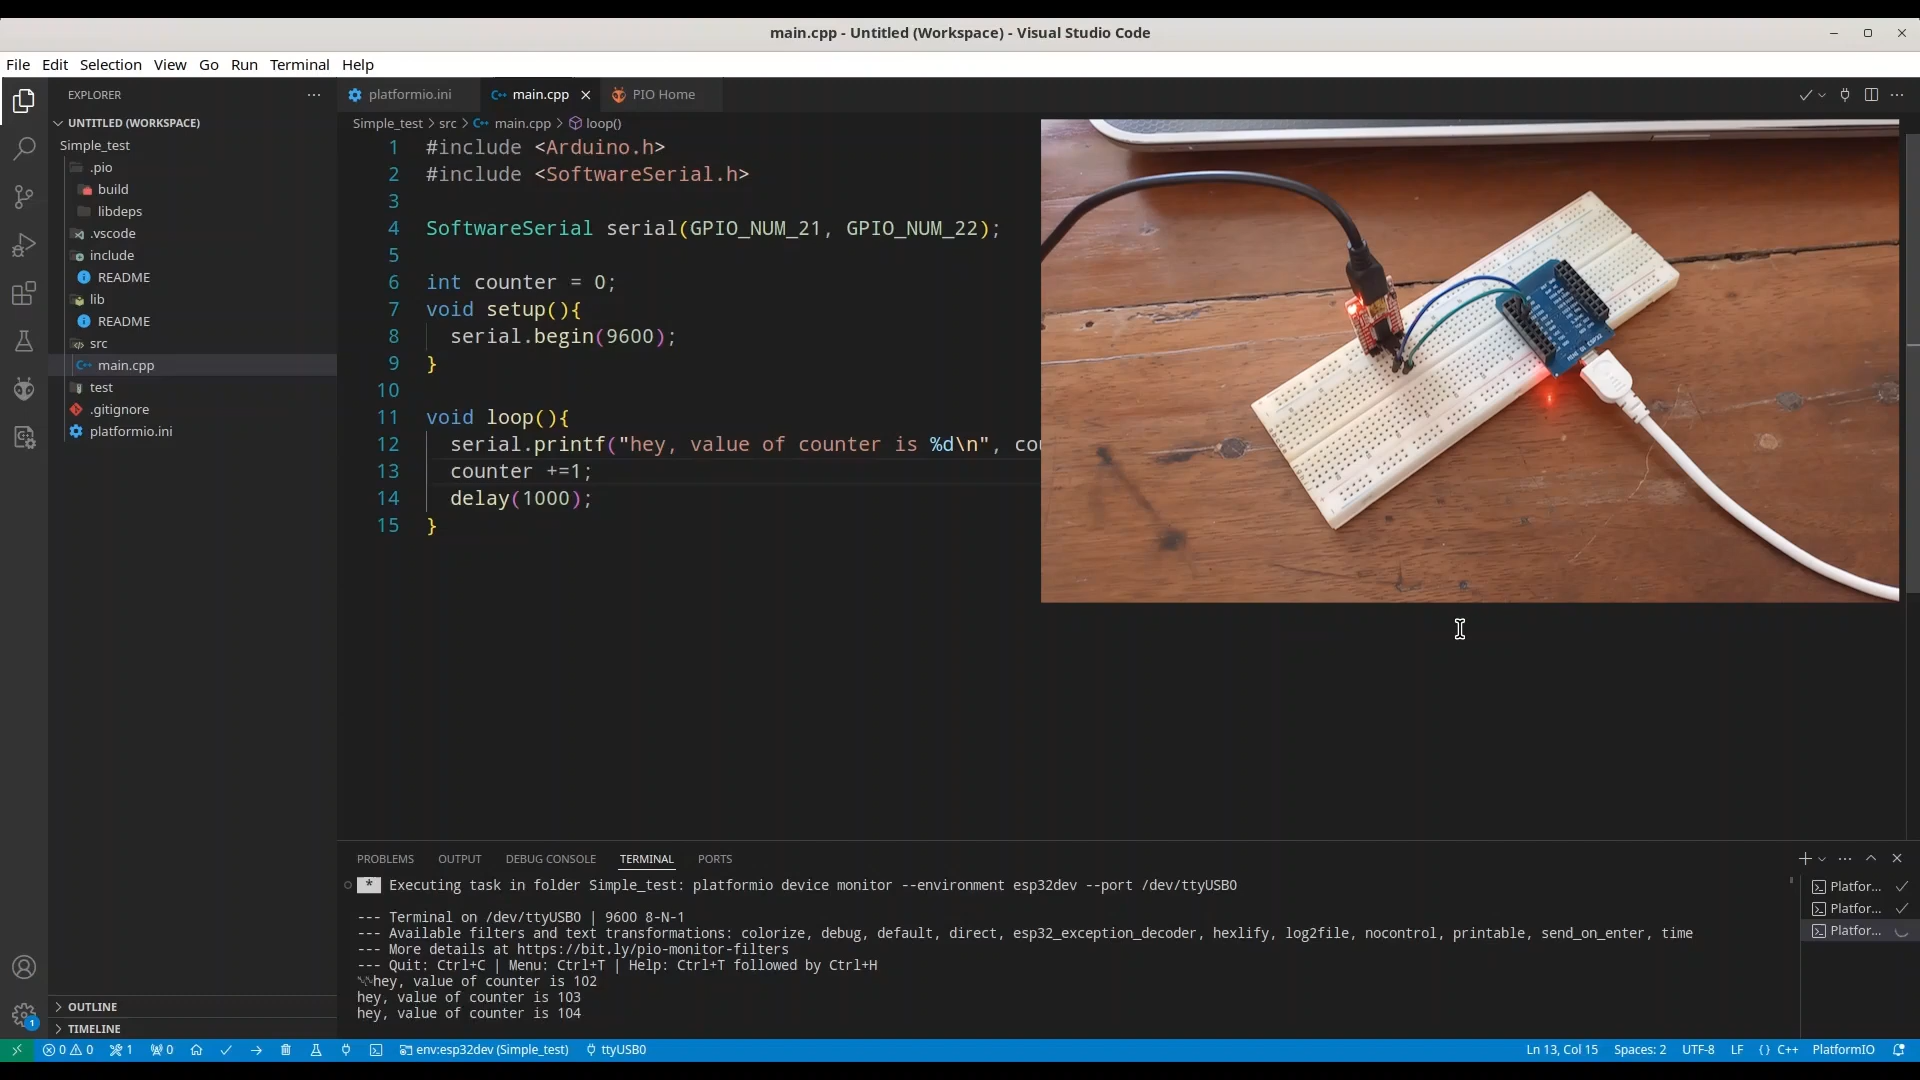 main.cpp - Untitled (Workspace) - Visual Studio Code
File Edit Selection View Go Run Terminal Help
EXPLORER
UNTITLED (WORKSPACE)
Simple_test
.pio
build
libdeps
.vscode
include
README
lib
README
src
main.cpp
test
.gitignore
platformio.ini
OUTLINE
TIMELINE
platformio.ini main.cpp PIO Home
Simple_test > src > main.cpp > loop()
1 #include <Arduino.h>
2 #include <SoftwareSerial.h>
3
4 SoftwareSerial serial(GPIO_NUM_21, GPIO_NUM_22);
5
6 int counter = 0;
7 void setup(){
8 serial.begin(9600);
9 }
10
11 void loop(){
12 serial.printf("hey, value of counter is %d\n", cou
13 counter +=1;
14 delay(1000);
15 }
MINI D1 ESP32
PROBLEMS OUTPUT DEBUG CONSOLE TERMINAL PORTS
* Executing task in folder Simple_test: platformio device monitor --environment esp32dev --port /dev/ttyUSB0
--- Terminal on /dev/ttyUSB0 | 9600 8-N-1
--- Available filters and text transformations: colorize, debug, default, direct, esp32_exception_decoder, hexlify, log2file, nocontrol, printable, send_on_enter, time
--- More details at https://bit.ly/pio-monitor-filters
--- Quit: Ctrl+C | Menu: Ctrl+T | Help: Ctrl+T followed by Ctrl+H
hey, value of counter is 102
hey, value of counter is 103
hey, value of counter is 104
Platfor...
Platfor...
Platfor...
1
0 0 1 0 env:esp32dev (Simple_test) ttyUSB0 Ln 13, Col 15 Spaces: 2 UTF-8 LF {} C++ PlatformIO